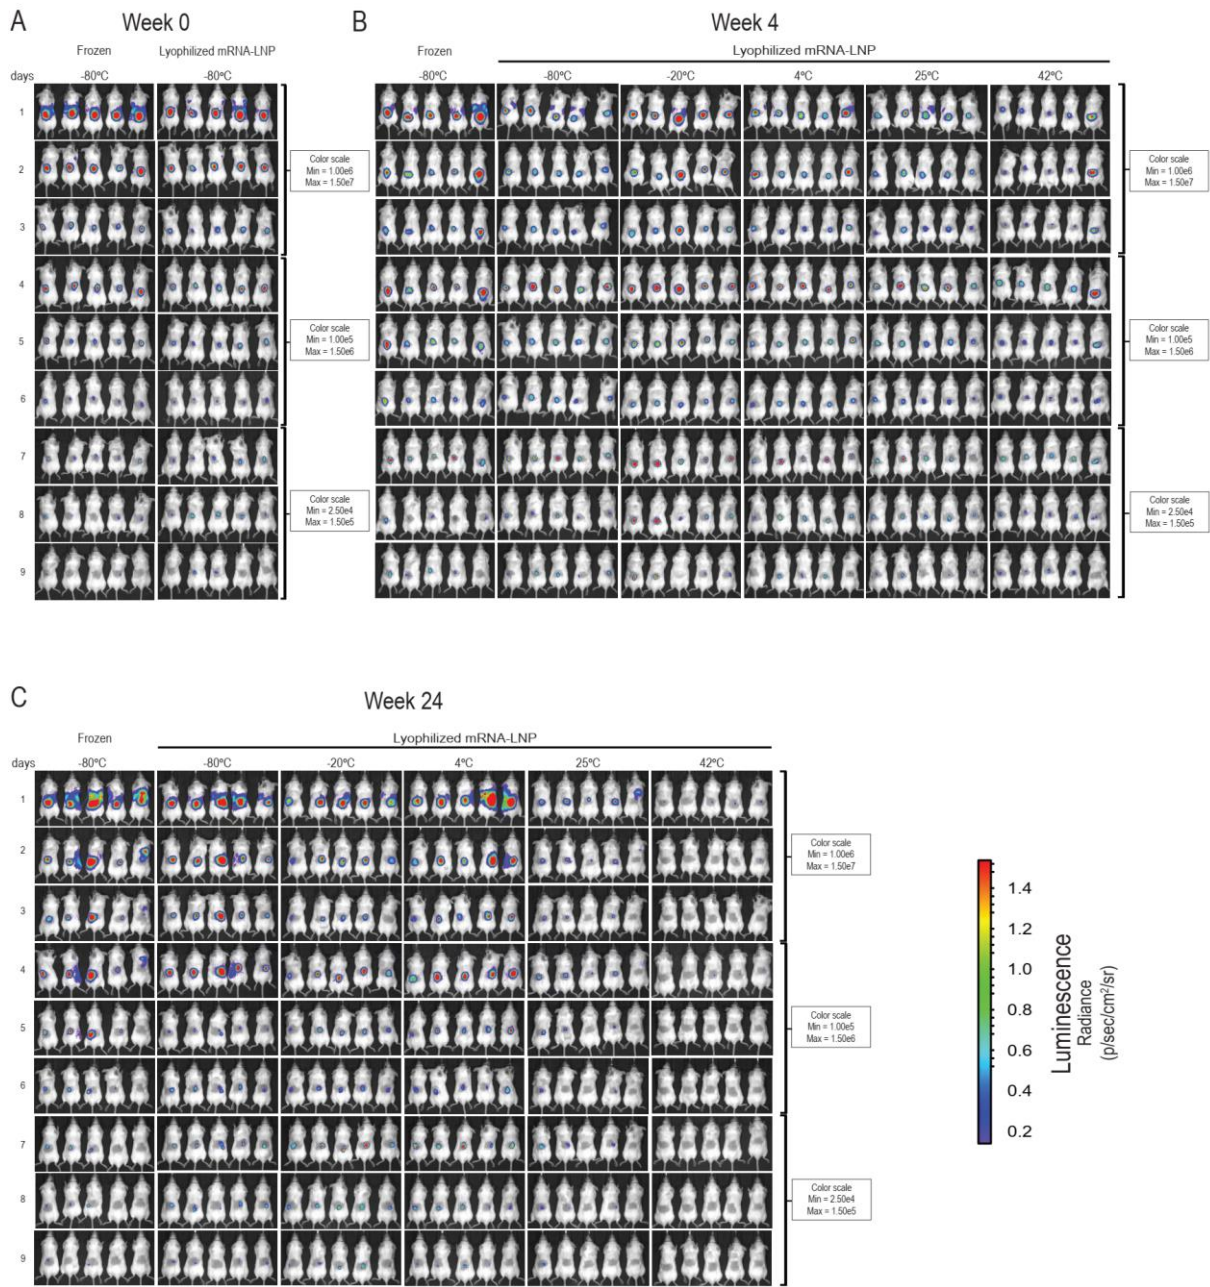 A
Week 0
Frozen
Lyophilized mRNA-LNP
days
-80ºC
-80ºC
1
2
3
4
5
6
7
8
9
Color scale
Min = 1.00e6
Max = 1.50e7
Color scale
Min = 1.00e5
Max = 1.50e6
Color scale
Min = 2.50e4
Max = 1.50e5
B
Week 4
Frozen
Lyophilized mRNA-LNP
-80ºC
-80ºC
-20ºC
4ºC
25ºC
42ºC
Color scale
Min = 1.00e6
Max = 1.50e7
Color scale
Min = 1.00e5
Max = 1.50e6
Color scale
Min = 2.50e4
Max = 1.50e5
C
Week 24
Frozen
Lyophilized mRNA-LNP
days
-80ºC
-80ºC
-20ºC
4ºC
25ºC
42ºC
1
2
3
4
5
6
7
8
9
Color scale
Min = 1.00e6
Max = 1.50e7
Color scale
Min = 1.00e5
Max = 1.50e6
Color scale
Min = 2.50e4
Max = 1.50e5
1.4
1.2
1.0
0.8
0.6
0.4
0.2
Luminescence
Radiance
(p/sec/cm²/sr)